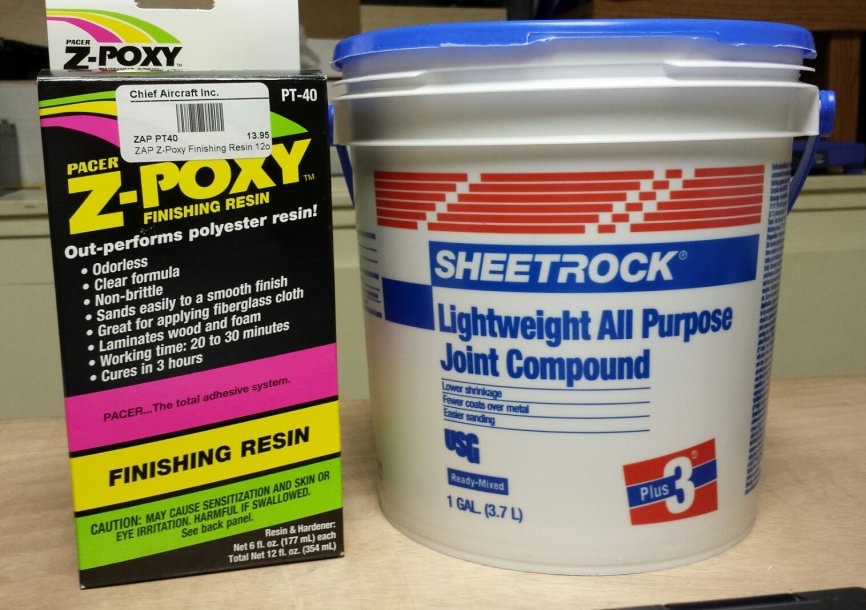 PACER
Z-POXY™
Chief Aircraft Inc.
ZAP PT40 13.95
ZAP Z-Poxy Finishing Resin 12o
PT-40
PACER
Z-POXY™
FINISHING RESIN
Out-performs polyester resin!
• Odorless
• Clear formula
• Non-brittle
• Sands easily to a smooth finish
• Great for applying fiberglass cloth
• Laminates wood and foam
• Working time: 20 to 30 minutes
• Cures in 3 hours
PACER...The total adhesive system.
FINISHING RESIN
CAUTION: MAY CAUSE SENSITIZATION AND SKIN OR
EYE IRRITATION. HARMFUL IF SWALLOWED.
See back panel.
Resin & Hardener:
Net 6 fl. oz. (177 mL) each
Total Net 12 fl. oz. (354 mL)
SHEETROCK®
Lightweight All Purpose
Joint Compound
Lower shrinkage
Fewer coats over metal
Easier sanding
USG
Ready-Mixed
1 GAL. (3.7 L)
Plus 3®